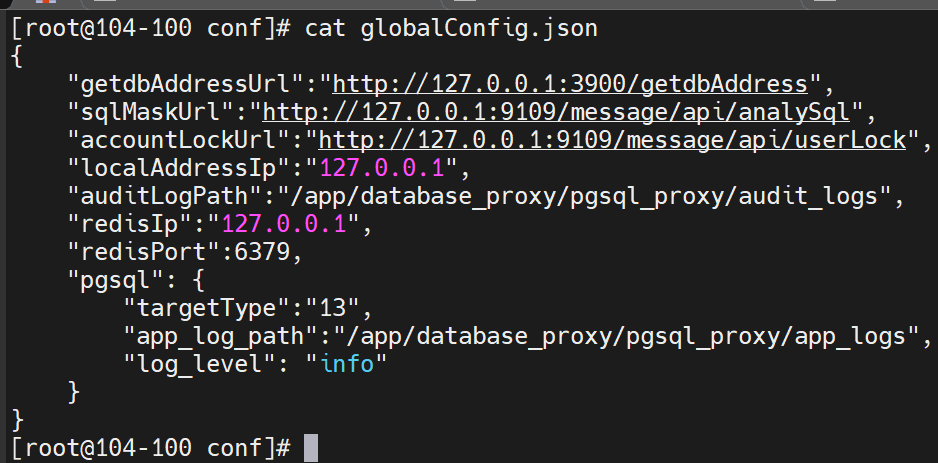 [root@104-100 conf]# cat globalConfig.json
{
    "getdbAddressUrl":"http://127.0.0.1:3900/getdbAddress",
    "sqlMaskUrl":"http://127.0.0.1:9109/message/api/analySql",
    "accountLockUrl":"http://127.0.0.1:9109/message/api/userLock",
    "localAddressIp":"127.0.0.1",
    "auditLogPath":"/app/database_proxy/pgsql_proxy/audit_logs",
    "redisIp":"127.0.0.1",
    "redisPort":6379,
    "pgsql": {
        "targetType":"13",
        "app_log_path":"/app/database_proxy/pgsql_proxy/app_logs",
        "log_level": "info"
    }
}
[root@104-100 conf]#